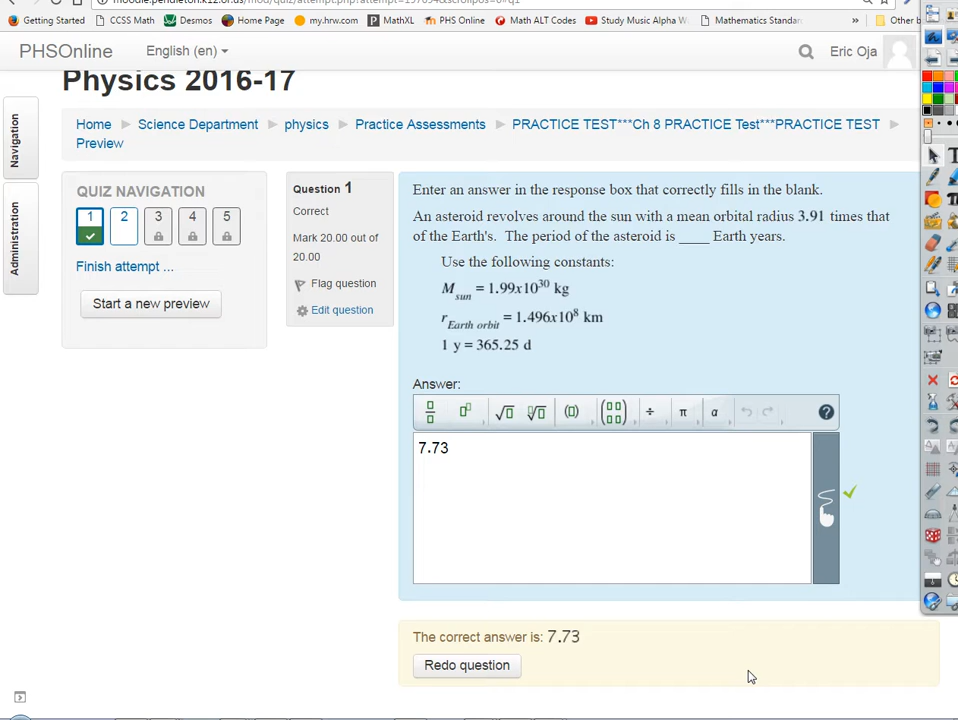 Getting Started CCSS Math Desmos Home Page my.hrw.com MathXL PHS Online Math ALT Codes Study Music Alpha W Mathematics Standar » Other b
PHSOnline English (en) Eric Oja
Physics 2016-17
Home Science Department physics Practice Assessments PRACTICE TEST***Ch 8 PRACTICE Test***PRACTICE TEST
Preview
Navigation
Administration
QUIZ NAVIGATION
1 2 3 4 5
Finish attempt ...
Start a new preview
Question 1
Correct
Mark 20.00 out of
20.00
Flag question
Edit question
Enter an answer in the response box that correctly fills in the blank.
An asteroid revolves around the sun with a mean orbital radius 3.91 times that
of the Earth's. The period of the asteroid is ____ Earth years.
Use the following constants:
M sun = 1.99x10³⁰ kg
r Earth orbit = 1.496x10⁸ km
1 y = 365.25 d
Answer:
÷ π α ?
7.73
The correct answer is: 7.73
Redo question